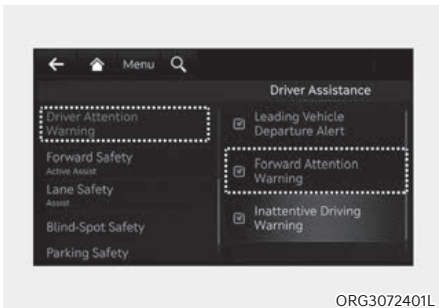 Menu
Driver Assistance
Driver Attention
Warning
Forward Safety
Active Assist
Lane Safety
Assist
Blind-Spot Safety
Parking Safety
Leading Vehicle
Departure Alert
Forward Attention
Warning
Inattentive Driving
Warning
ORG3072401L